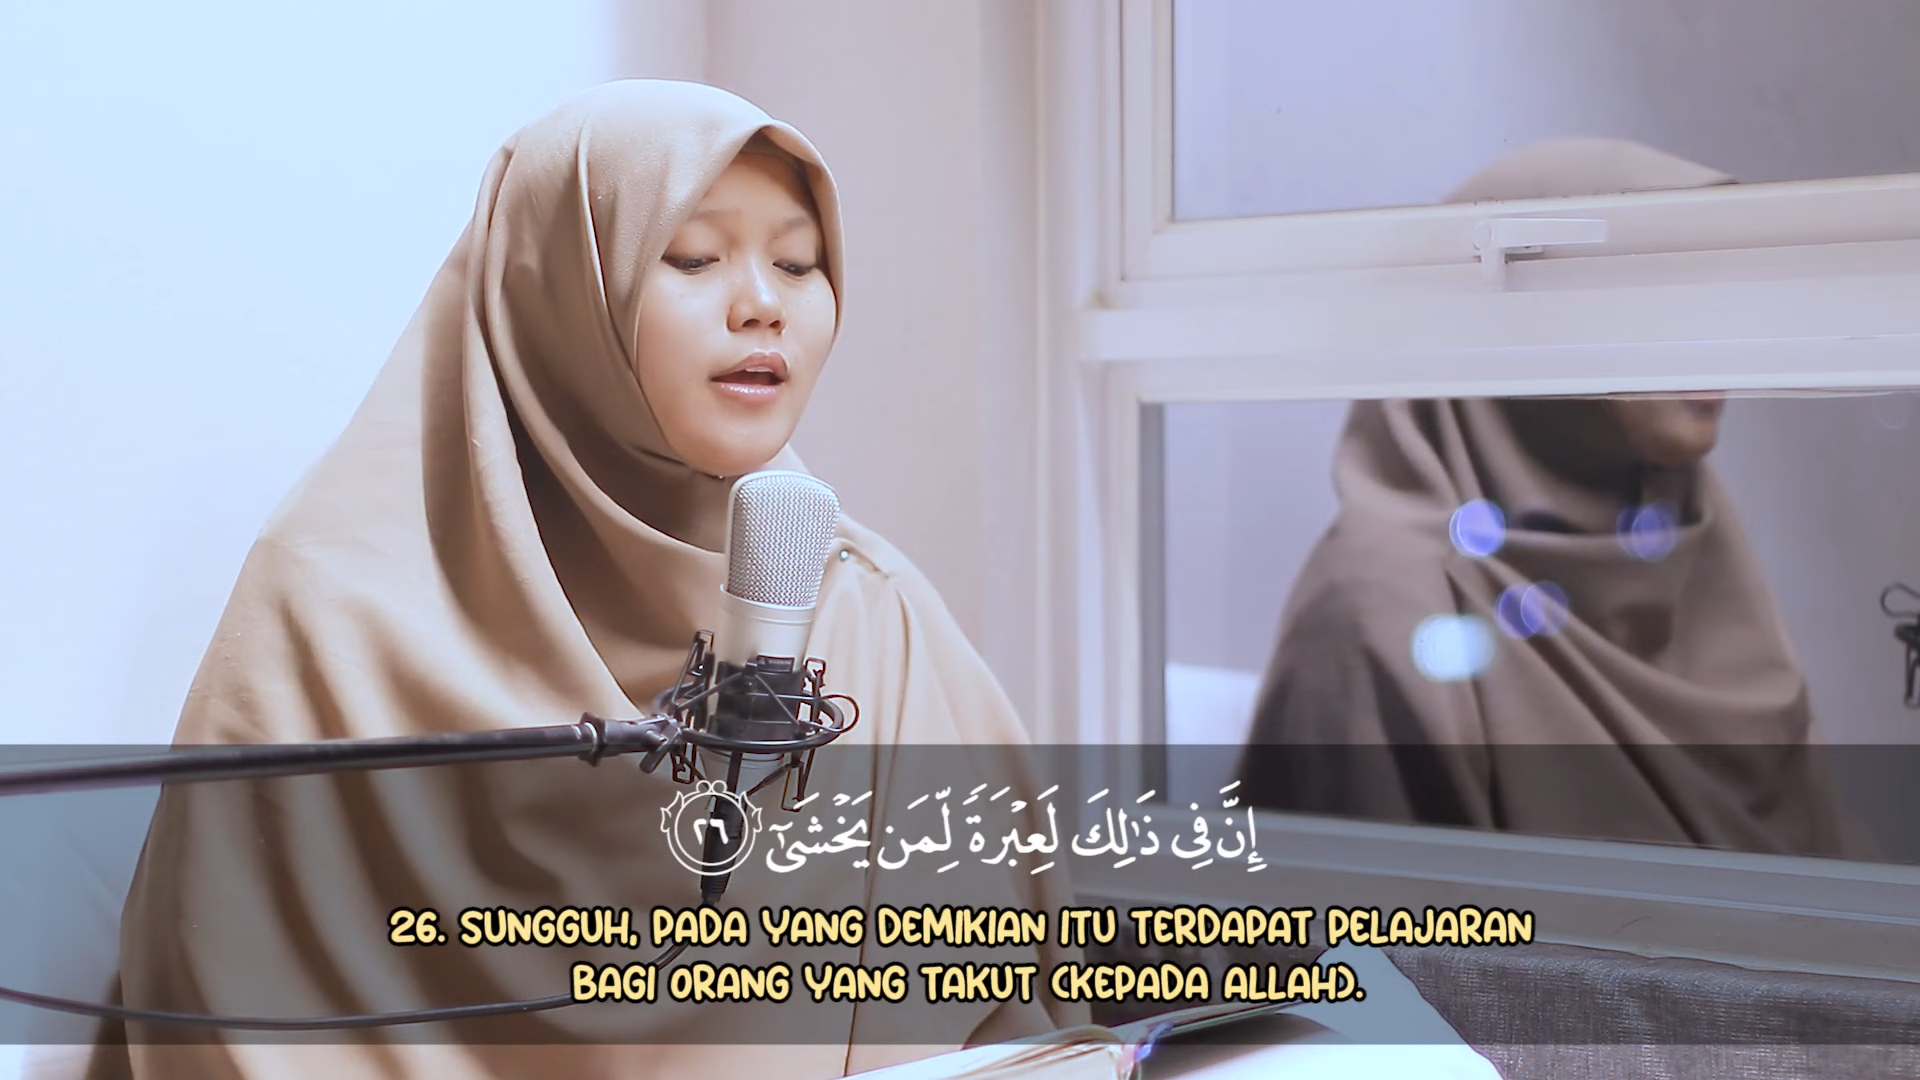 إِنَّ فِى ذَٰلِكَ لَعِبْرَةً لِّمَن يَخْشَىٰٓ ٢٦
26. SUNGGUH, PADA YANG DEMIKIAN ITU TERDAPAT PELAJARAN
BAGI ORANG YANG TAKUT (KEPADA ALLAH).